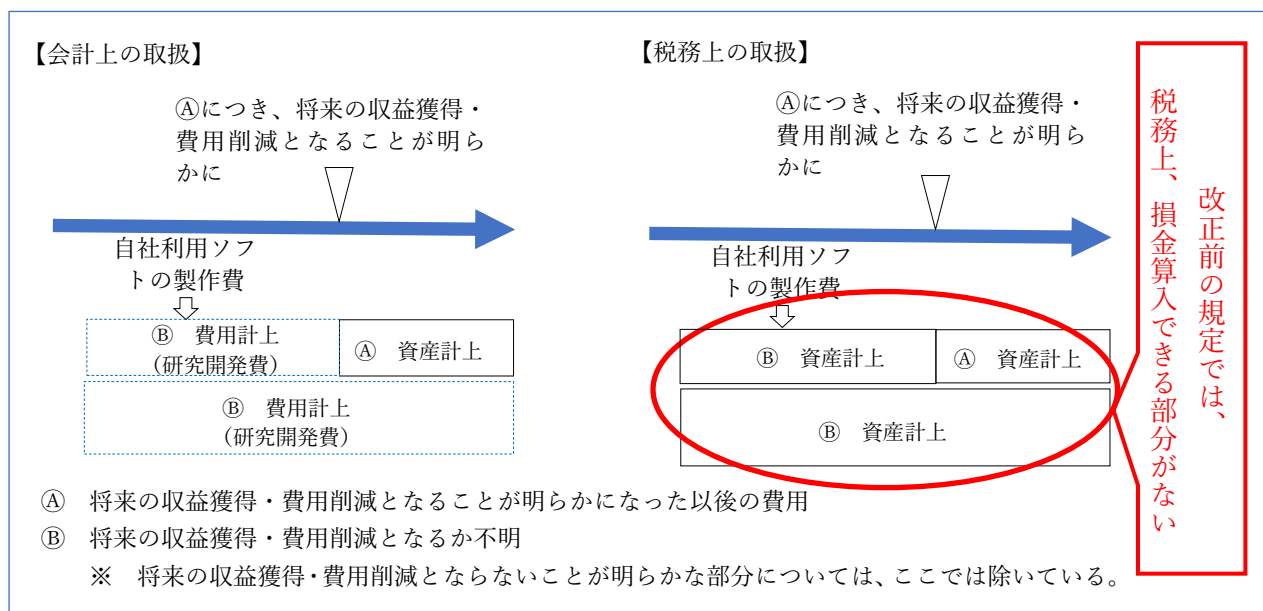 【会計上の取扱】
Ⓐにつき、将来の収益獲得・
費用削減となることが明ら
かに
自社利用ソフ
トの製作費
Ⓑ 費用計上
(研究開発費)
Ⓐ 資産計上
Ⓑ 費用計上
(研究開発費)
【税務上の取扱】
Ⓐにつき、将来の収益獲得・
費用削減となることが明ら
かに
自社利用ソフ
トの製作費
Ⓑ 資産計上
Ⓐ 資産計上
Ⓑ 資産計上
改正前の規定では、
税務上、損金算入できる部分がない
Ⓐ 将来の収益獲得・費用削減となることが明らかになった以後の費用
Ⓑ 将来の収益獲得・費用削減となるか不明
※ 将来の収益獲得・費用削減とならないことが明らかな部分については、ここでは除いている。